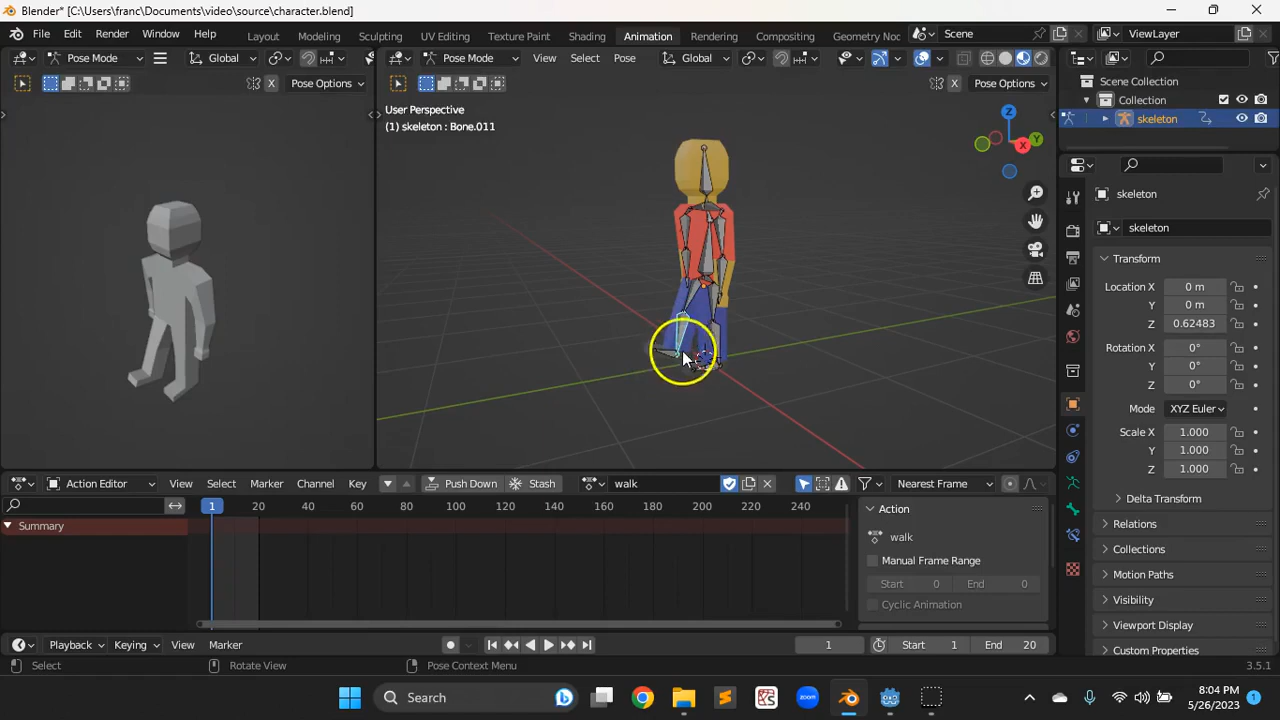 Blender* [C:\Users\franc\Documents\video\source\character.blend]
File Edit Render Window Help Layout Modeling Sculpting UV Editing Texture Paint Shading Animation Rendering Compositing Geometry Noc Scene ViewLayer
Pose Mode Global Pose Mode View Select Pose Global
Pose Options Pose Options
Scene Collection
Collection
skeleton
User Perspective
(1) skeleton : Bone.011
Z
Y
X
skeleton
skeleton
Transform
Location X 0 m
Y 0 m
Z 0.62483
Rotation X 0°
Y 0°
Z 0°
Mode XYZ Euler
Scale X 1.000
Y 1.000
Z 1.000
Delta Transform
Relations
Collections
Motion Paths
Visibility
Viewport Display
Custom Properties
Action Editor View Select Marker Channel Key Push Down Stash walk Nearest Frame
1 20 40 60 80 100 120 140 160 180 200 220 240
Summary
Action
walk
Manual Frame Range
Start 0 End 0
Cyclic Animation
Playback Keying View Marker 1 Start 1 End 20
Select Rotate View Pose Context Menu 3.5.1
Search
8:04 PM
5/26/2023
1